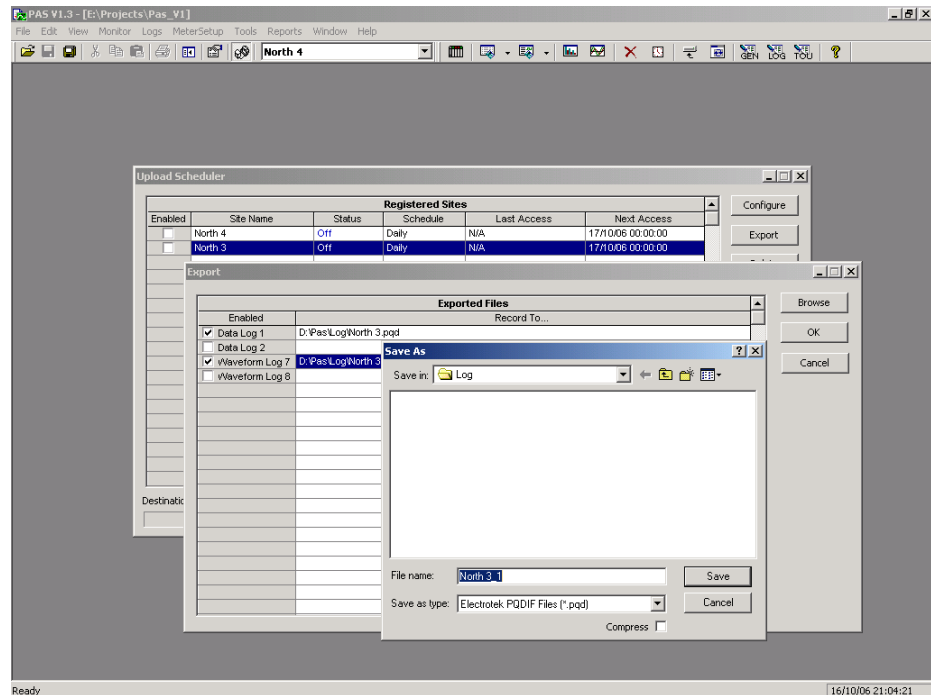 PAS V1.3 - [E:\Projects\Pas_V1]
File Edit View Monitor Logs MeterSetup Tools Reports Window Help
North 4
GEN LOG TOU
Upload Scheduler
Registered Sites
Enabled Site Name Status Schedule Last Access Next Access
North 4 Off Daily N/A 17/10/06 00:00:00
North 3 Off Daily N/A 17/10/06 00:00:00
Configure
Export
Destinatio
Export
Exported Files
Enabled Record To...
Data Log 1 D:\Pas\Log\North 3.pqd
Data Log 2
Waveform Log 7 D:\Pas\Log\North 3
Waveform Log 8
Browse
OK
Cancel
Save As
Save in: Log
File name: North 3_1
Save
Save as type: Electrotek PQDIF Files (*.pqd)
Cancel
Compress
Ready
16/10/06 21:04:21